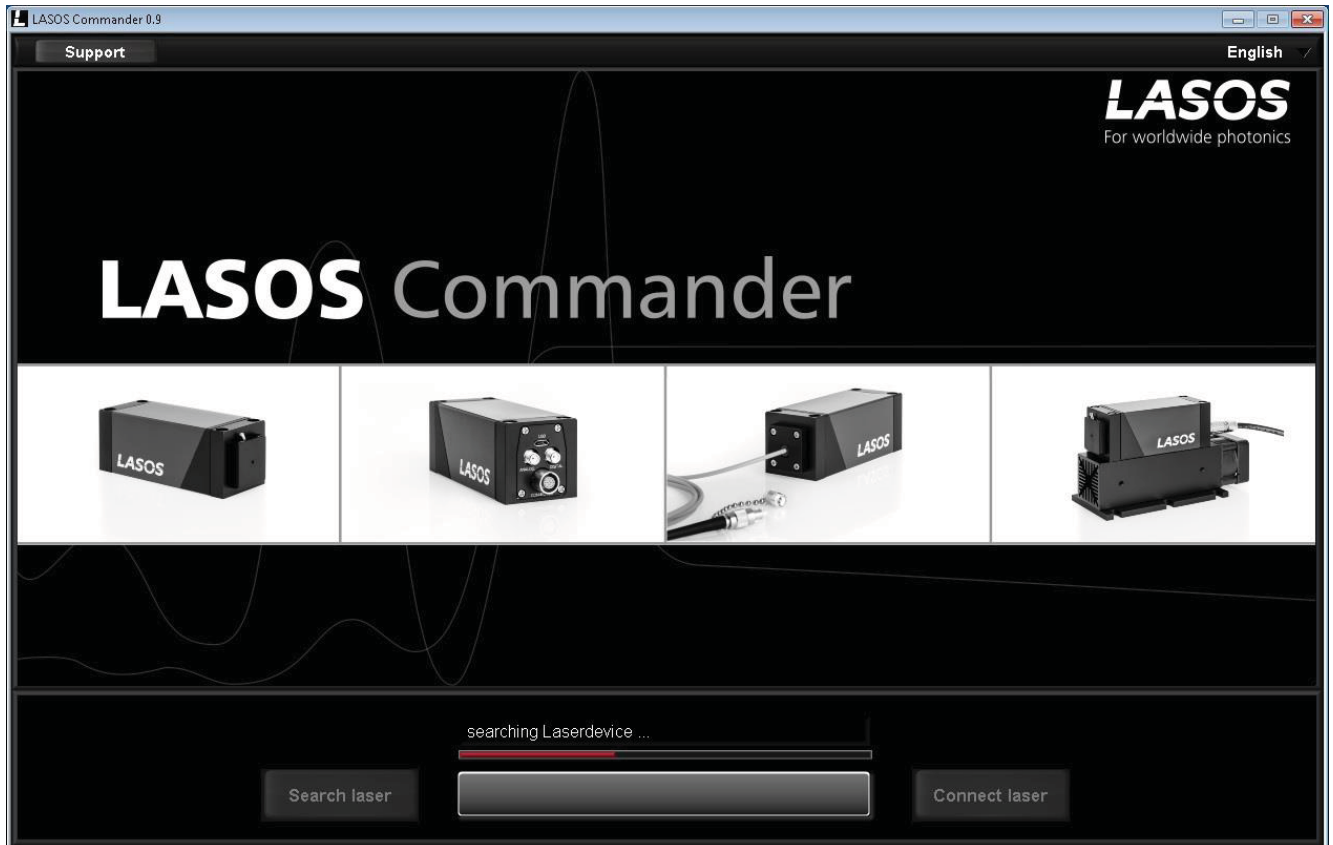 LASOS Commander 0.9
Support
English
LASOS
For worldwide photonics
LASOS Commander
LASOS
LASOS
USB
LASOS
LASOS
searching Laserdevice ...
Search laser
Connect laser